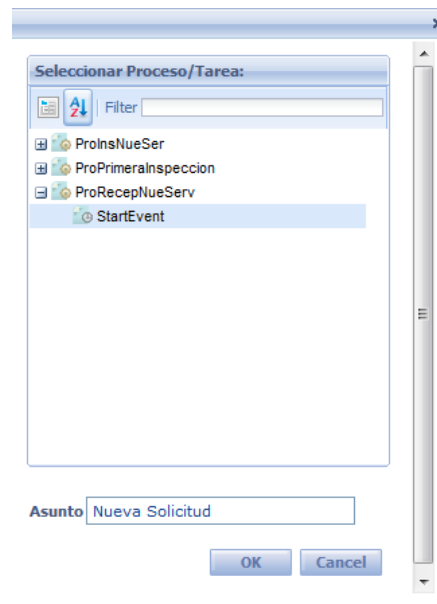 Seleccionar Proceso/Tarea:
Filter
ProInsNueSer
ProPrimeraInspeccion
ProRecepNueServ
StartEvent
Asunto Nueva Solicitud
OK Cancel